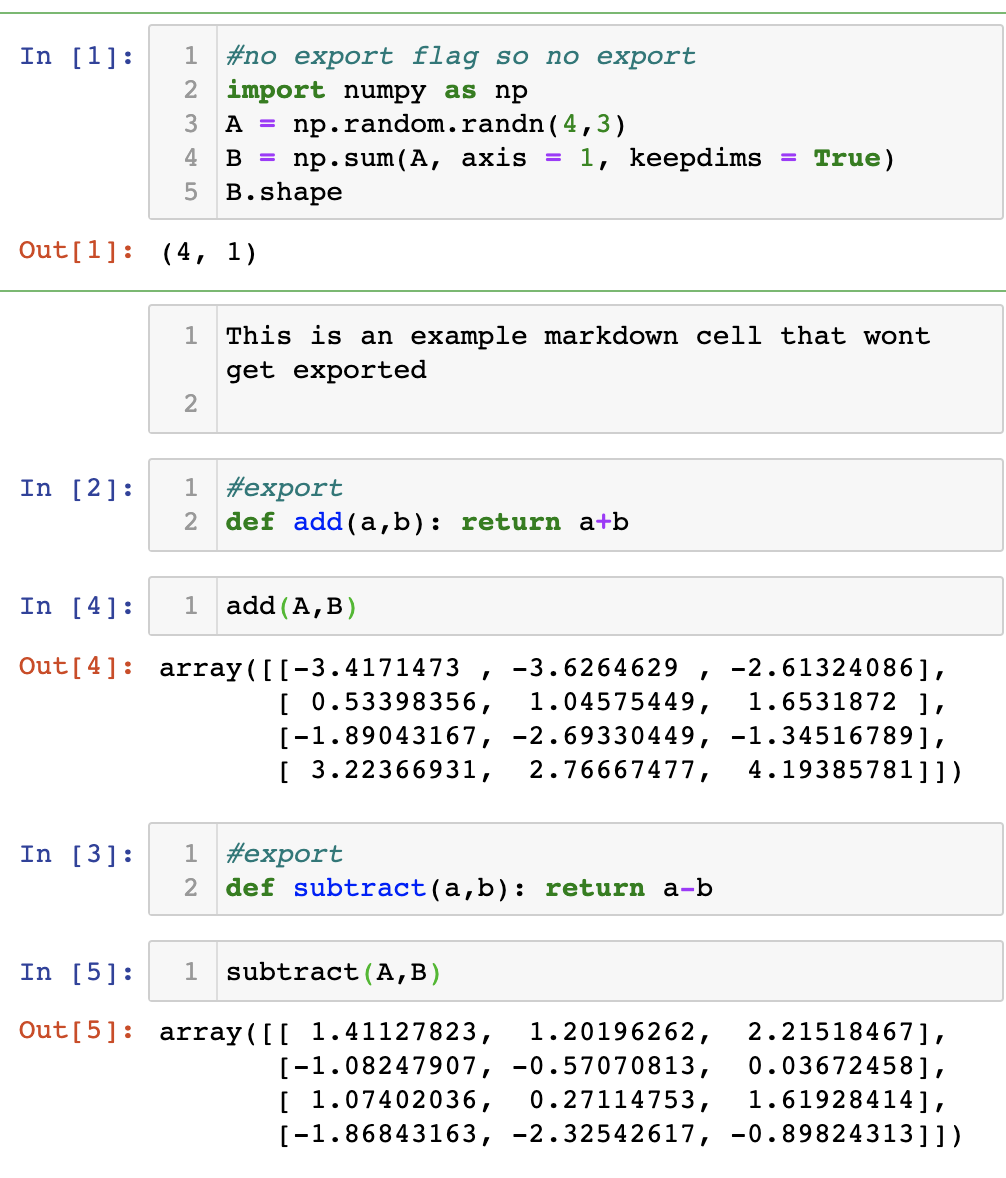 In [1]:
1 #no export flag so no export
2 import numpy as np
3 A = np.random.randn(4,3)
4 B = np.sum(A, axis = 1, keepdims = True)
5 B.shape
Out[1]: (4, 1)
1 This is an example markdown cell that wont
get exported
2
In [2]:
1 #export
2 def add(a,b): return a+b
In [4]:
1 add(A,B)
Out[4]: array([[-3.4171473 , -3.6264629 , -2.61324086],
[ 0.53398356, 1.04575449, 1.6531872 ],
[-1.89043167, -2.69330449, -1.34516789],
[ 3.22366931, 2.76667477, 4.19385781]])
In [3]:
1 #export
2 def subtract(a,b): return a-b
In [5]:
1 subtract(A,B)
Out[5]: array([[ 1.41127823, 1.20196262, 2.21518467],
[-1.08247907, -0.57070813, 0.03672458],
[ 1.07402036, 0.27114753, 1.61928414],
[-1.86843163, -2.32542617, -0.89824313]])